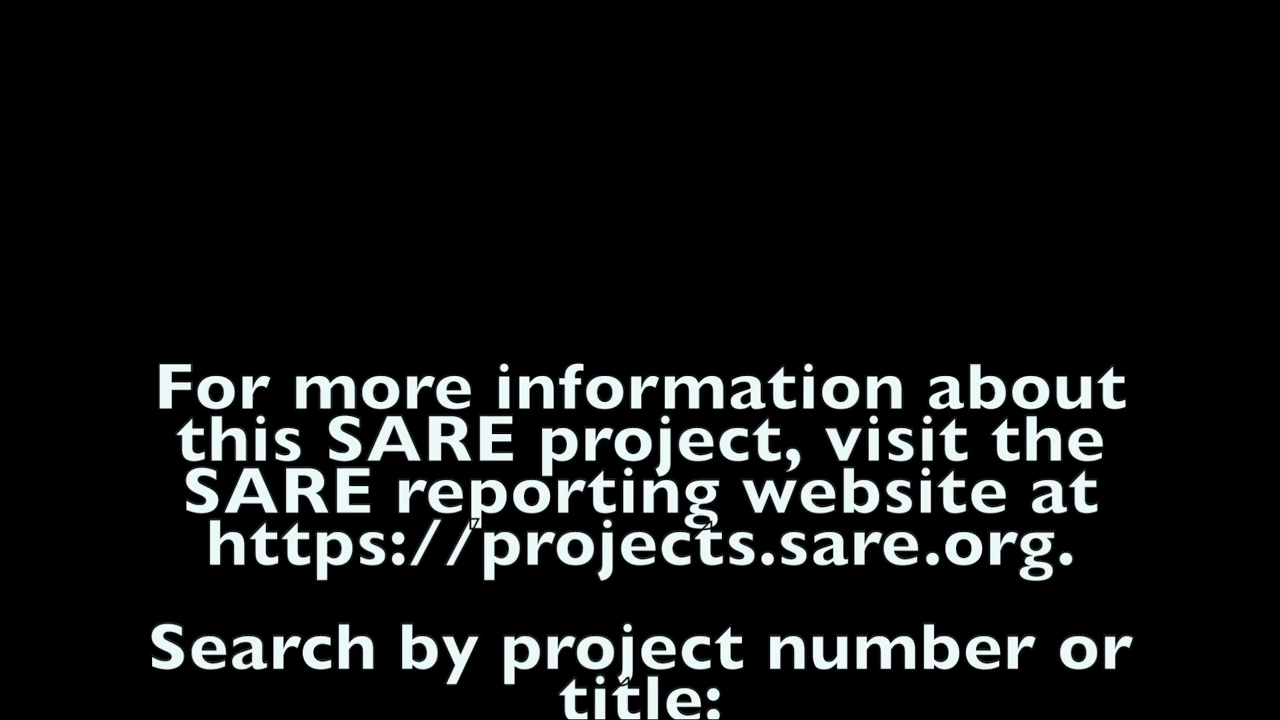 For more information about
this SARE project, visit the
SARE reporting website at
https://projects.sare.org.
Search by project number or
title: